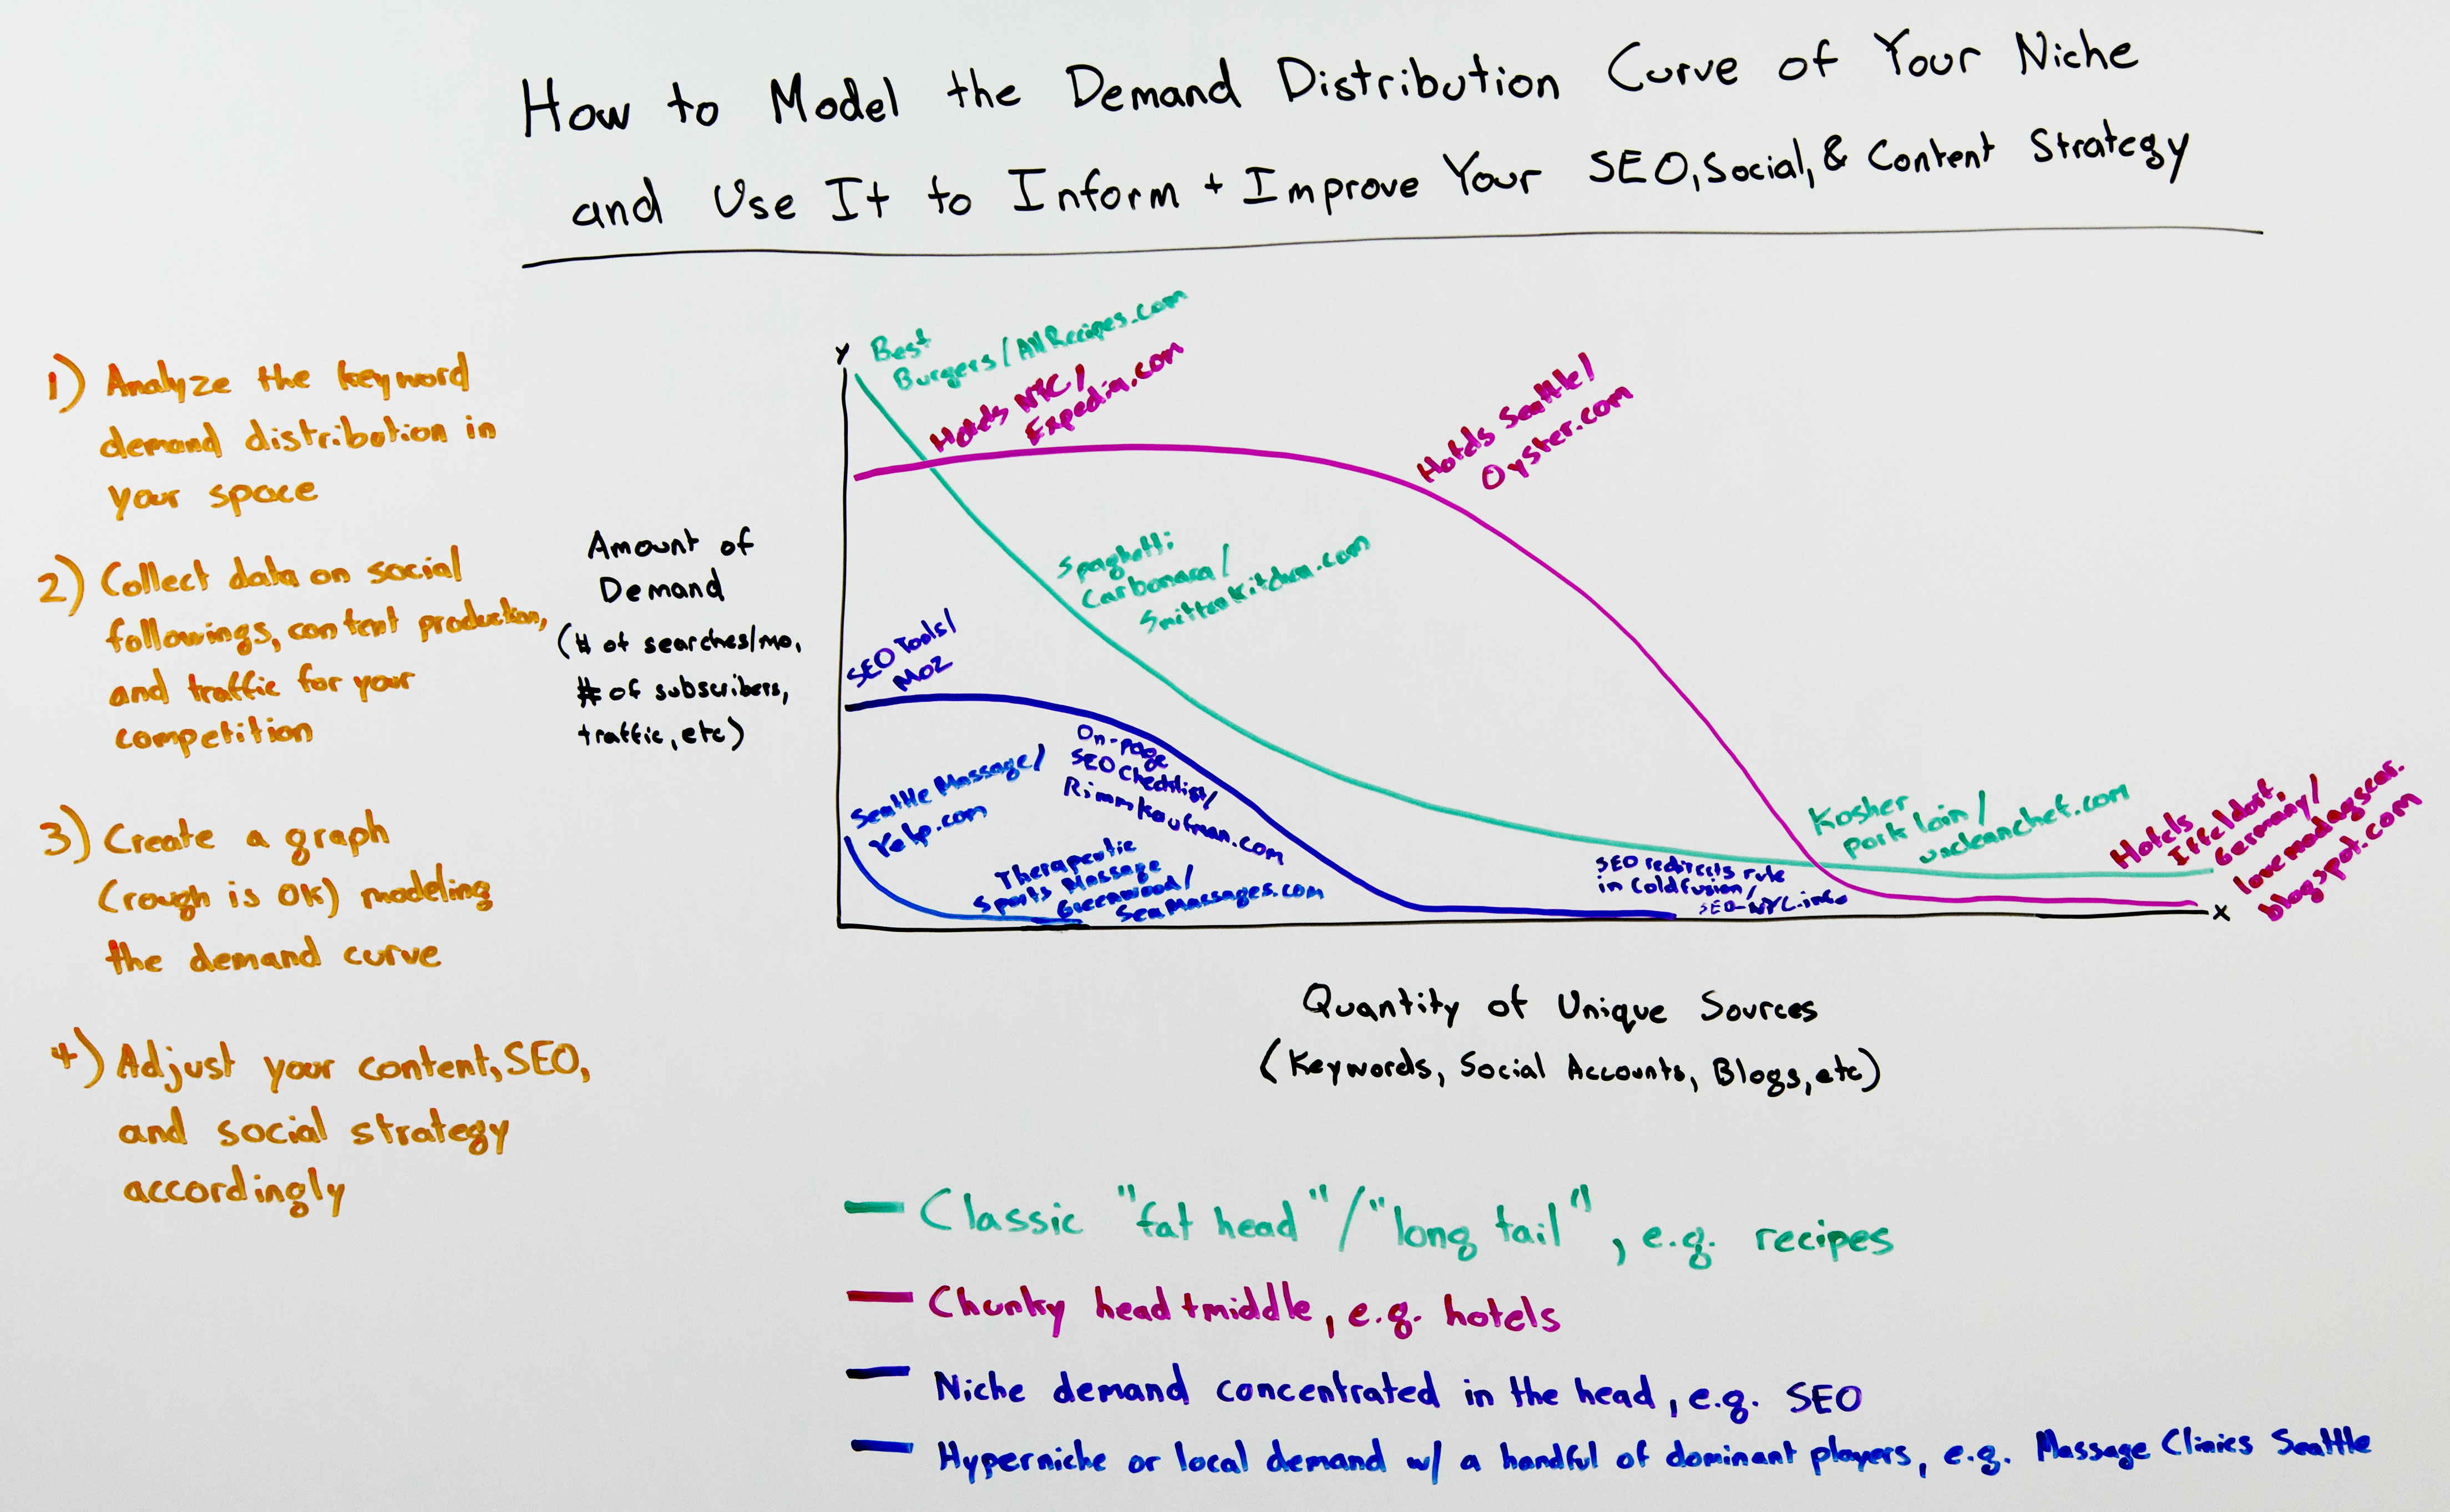 How to Model the Demand Distribution Curve of Your Niche
and Use It to Inform + Improve Your SEO, Social, & Content Strategy
1) Analyze the keyword
demand distribution in
your space
2) Collect data on social
followings, content production,
and traffic for your
competition
3) Create a graph
(rough is OK) modeling
the demand curve
4) Adjust your content, SEO,
and social strategy
accordingly
Amount of
Demand
(# of searches/mo,
# of subscribers,
traffic, etc)
Y
Best
Burgers/AllRecipes.com
Hotels NYC/
Expedia.com
Hotels Seattle/
Oyster.com
Spaghetti
Carbonara/
Smittenkitchen.com
SEO Tools/
Moz
On-page
SEO Checklist/
Rimmkaufman.com
Seattle Massage/
Yelp.com
Therapeutic
Sports Massage
Greenwood/
SeaMassages.com
SEO redirects rule
in Coldfusion/
SEO-NYC.info
Kosher
pork loin/
uncleanchef.com
Hotels
Germany/
blogspot.com
X
Quantity of Unique Sources
(Keywords, Social Accounts, Blogs, etc)
Classic "fat head"/"long tail", e.g. recipes
Chunky head + middle, e.g. hotels
Niche demand concentrated in the head, e.g. SEO
Hyperniche or local demand w/ a handful of dominant players, e.g. Massage Clinics Seattle